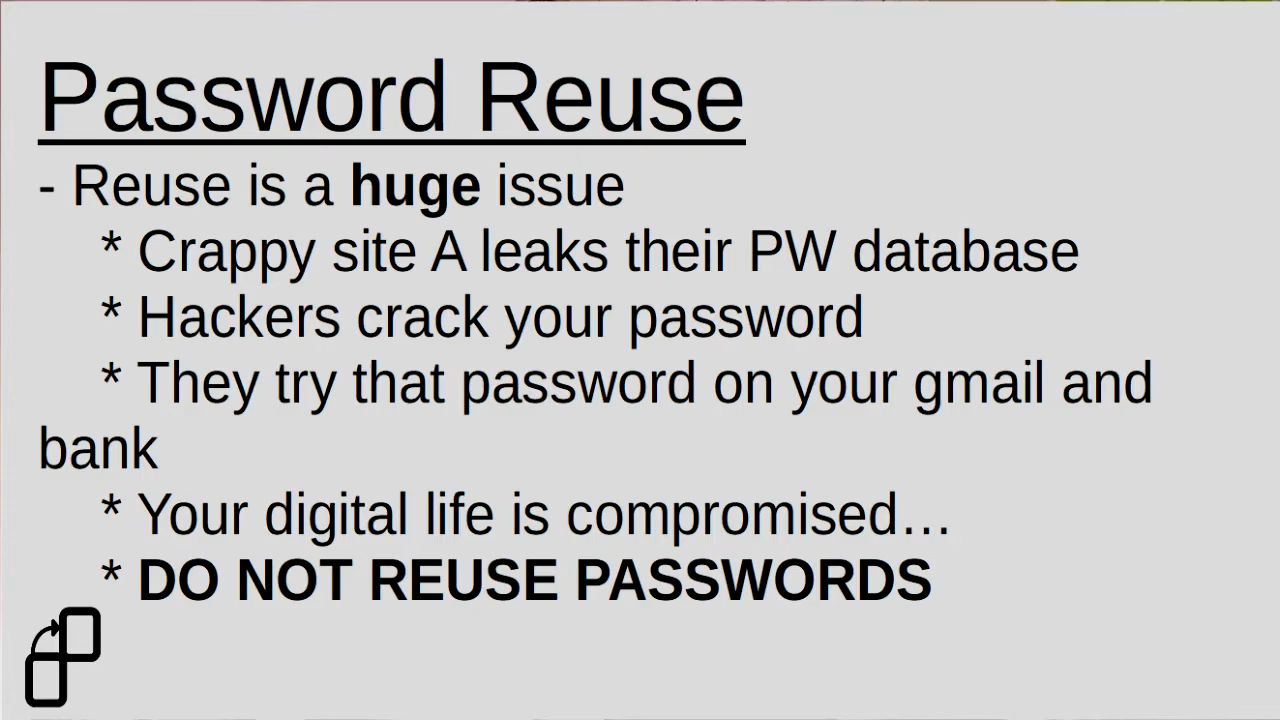 Password Reuse
- Reuse is a huge issue
* Crappy site A leaks their PW database
* Hackers crack your password
* They try that password on your gmail and
bank
* Your digital life is compromised…
* DO NOT REUSE PASSWORDS